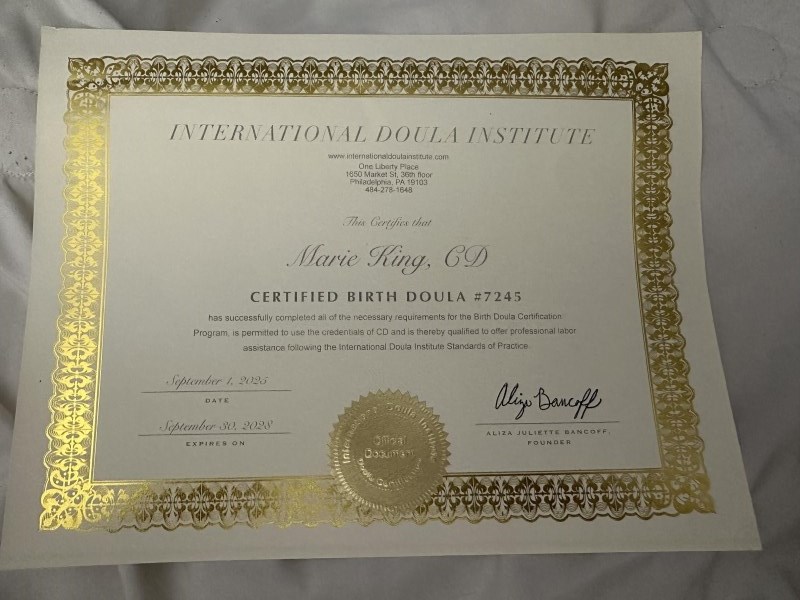 INTERNATIONAL DOULA INSTITUTE
www.internationaldoulainstitute.com
One Liberty Place
1650 Market St, 36th floor
Philadelphia, PA 19103
484-278-1648
This Certifies that
Marie King, CD
CERTIFIED BIRTH DOULA #7245
has successfully completed all of the necessary requirements for the Birth Doula Certification
Program, is permitted to use the credentials of CD and is thereby qualified to offer professional labor
assistance following the International Doula Institute Standards of Practice.
September 1, 2025
DATE
September 30, 2028
EXPIRES ON
International Doula Institute
Official
Document
Aliza Bancoff
ALIZA JULIETTE BANCOFF,
FOUNDER